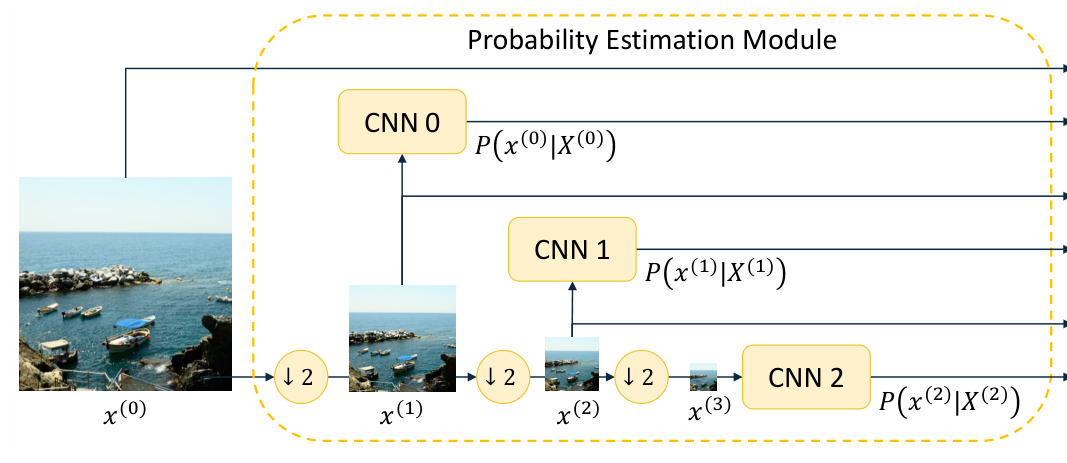 Probability Estimation Module
CNN 0
P(x^(0)|X^(0))
CNN 1
P(x^(1)|X^(1))
↓2
↓2
↓2
CNN 2
P(x^(2)|X^(2))
x^(0)
x^(1)
x^(2)
x^(3)